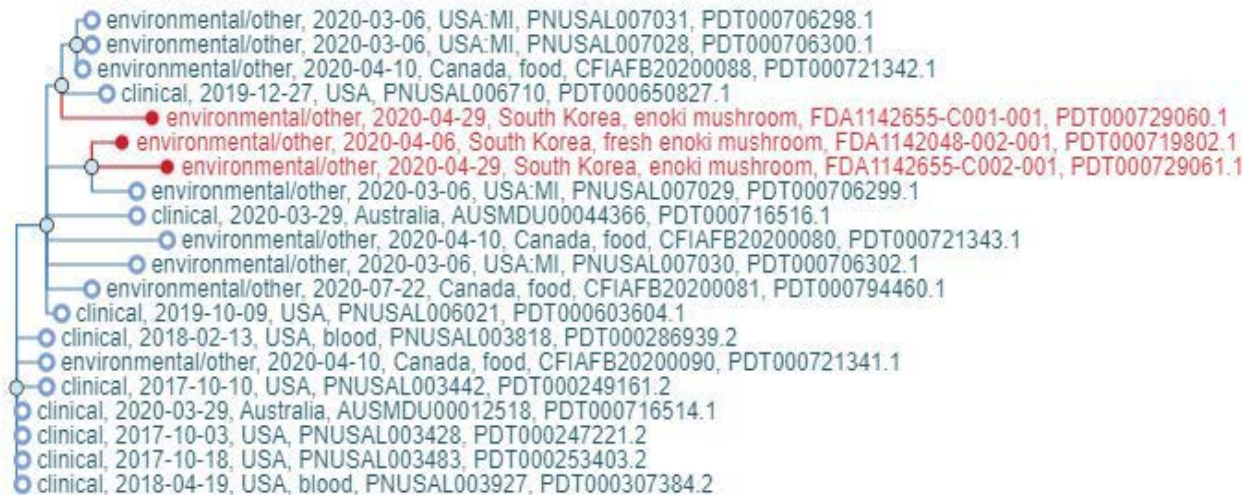 environmental/other, 2020-03-06, USA:MI, PNUSAL007031, PDT000706298.1
environmental/other, 2020-03-06, USA:MI, PNUSAL007028, PDT000706300.1
environmental/other, 2020-04-10, Canada, food, CFIAFB20200088, PDT000721342.1
clinical, 2019-12-27, USA, PNUSAL006710, PDT000650827.1
environmental/other, 2020-04-29, South Korea, enoki mushroom, FDA1142655-C001-001, PDT000729060.1
environmental/other, 2020-04-06, South Korea, fresh enoki mushroom, FDA1142048-002-001, PDT000719802.1
environmental/other, 2020-04-29, South Korea, enoki mushroom, FDA1142655-C002-001, PDT000729061.1
environmental/other, 2020-03-06, USA:MI, PNUSAL007029, PDT000706299.1
clinical, 2020-03-29, Australia, AUSMDU00044366, PDT000716516.1
environmental/other, 2020-04-10, Canada, food, CFIAFB20200080, PDT000721343.1
environmental/other, 2020-03-06, USA:MI, PNUSAL007030, PDT000706302.1
environmental/other, 2020-07-22, Canada, food, CFIAFB20200081, PDT000794460.1
clinical, 2019-10-09, USA, PNUSAL006021, PDT000603604.1
clinical, 2018-02-13, USA, blood, PNUSAL003818, PDT000286939.2
environmental/other, 2020-04-10, Canada, food, CFIAFB20200090, PDT000721341.1
clinical, 2017-10-10, USA, PNUSAL003442, PDT000249161.2
clinical, 2020-03-29, Australia, AUSMDU00012518, PDT000716514.1
clinical, 2017-10-03, USA, PNUSAL003428, PDT000247221.2
clinical, 2017-10-18, USA, PNUSAL003483, PDT000253403.2
clinical, 2018-04-19, USA, blood, PNUSAL003927, PDT000307384.2